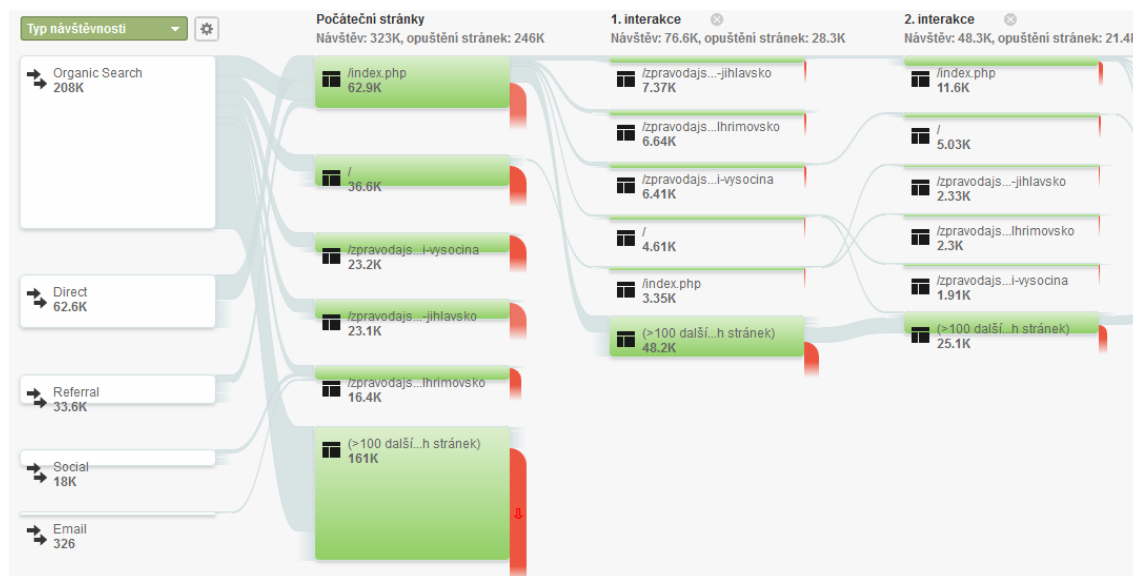 Typ návštěvnosti
Organic Search
208K
Direct
62.6K
Referral
33.6K
Social
18K
Email
326
Počáteční stránky
Návštěv: 323K, opuštění stránek: 246K
/index.php
62.9K
/
36.6K
/zpravodajs...i-vysocina
23.2K
/zpravodajs...-jihlavsko
23.1K
/zpravodajs...lhrimovsko
16.4K
(>100 další...h stránek)
161K
1. interakce
Návštěv: 76.6K, opuštění stránek: 28.3K
/zpravodajs...-jihlavsko
7.37K
/zpravodajs...lhrimovsko
6.64K
/zpravodajs...i-vysocina
6.41K
/
4.61K
/index.php
3.35K
(>100 další...h stránek)
48.2K
2. interakce
Návštěv: 48.3K, opuštění stránek: 21.4K
/index.php
11.6K
/
5.03K
/zpravodajs...-jihlavsko
2.33K
/zpravodajs...lhrimovsko
2.3K
/zpravodajs...i-vysocina
1.91K
(>100 další...h stránek)
25.1K